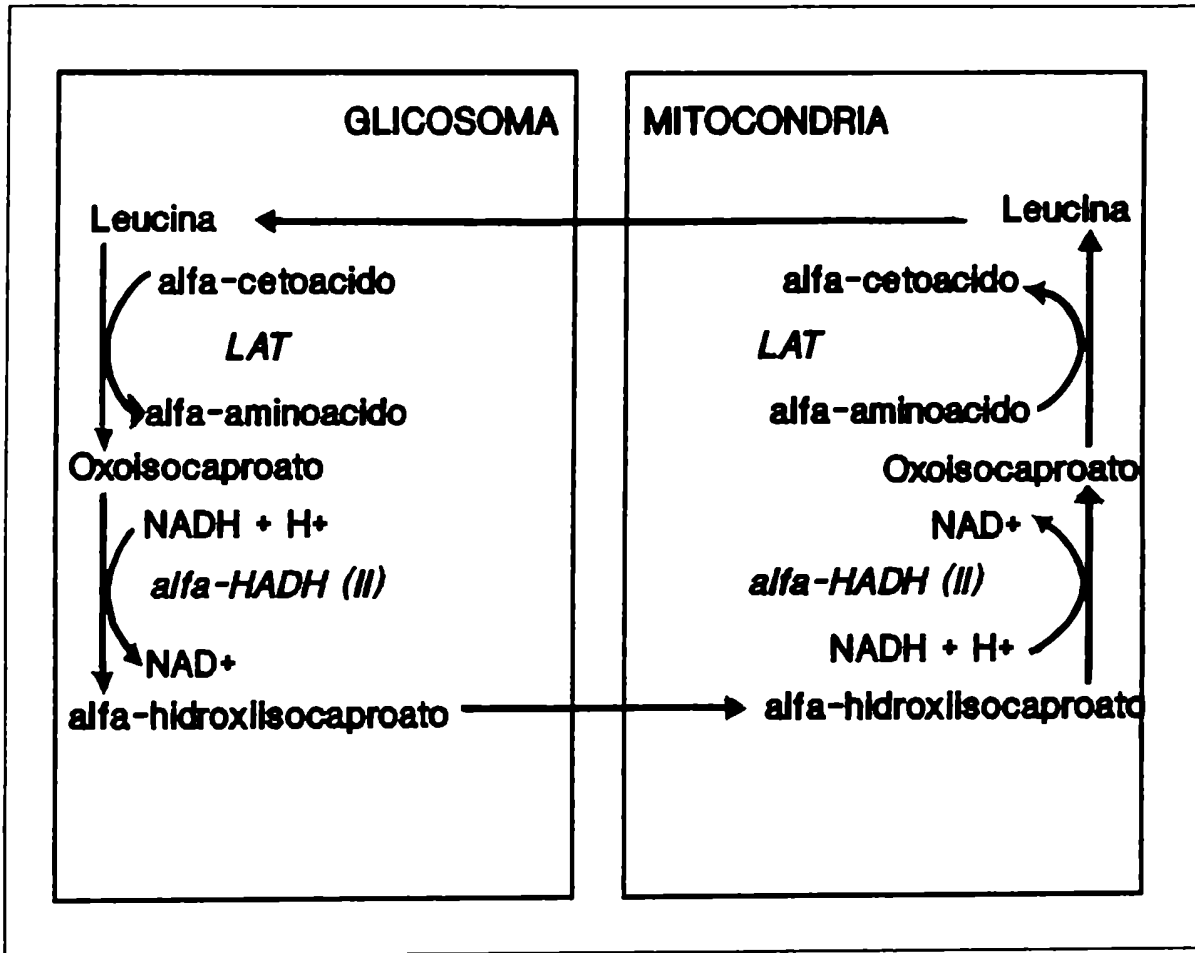 GLICOSOMA
Leucina
alfa-cetoacido
LAT
alfa-aminoacido
Oxoisocaproato
NADH + H+
alfa-HADH (II)
NAD+
alfa-hidroxiisocaproato
MITOCONDRIA
Leucina
alfa-cetoacido
LAT
alfa-aminoacido
Oxoisocaproato
NAD+
alfa-HADH (II)
NADH + H+
alfa-hidroxiisocaproato